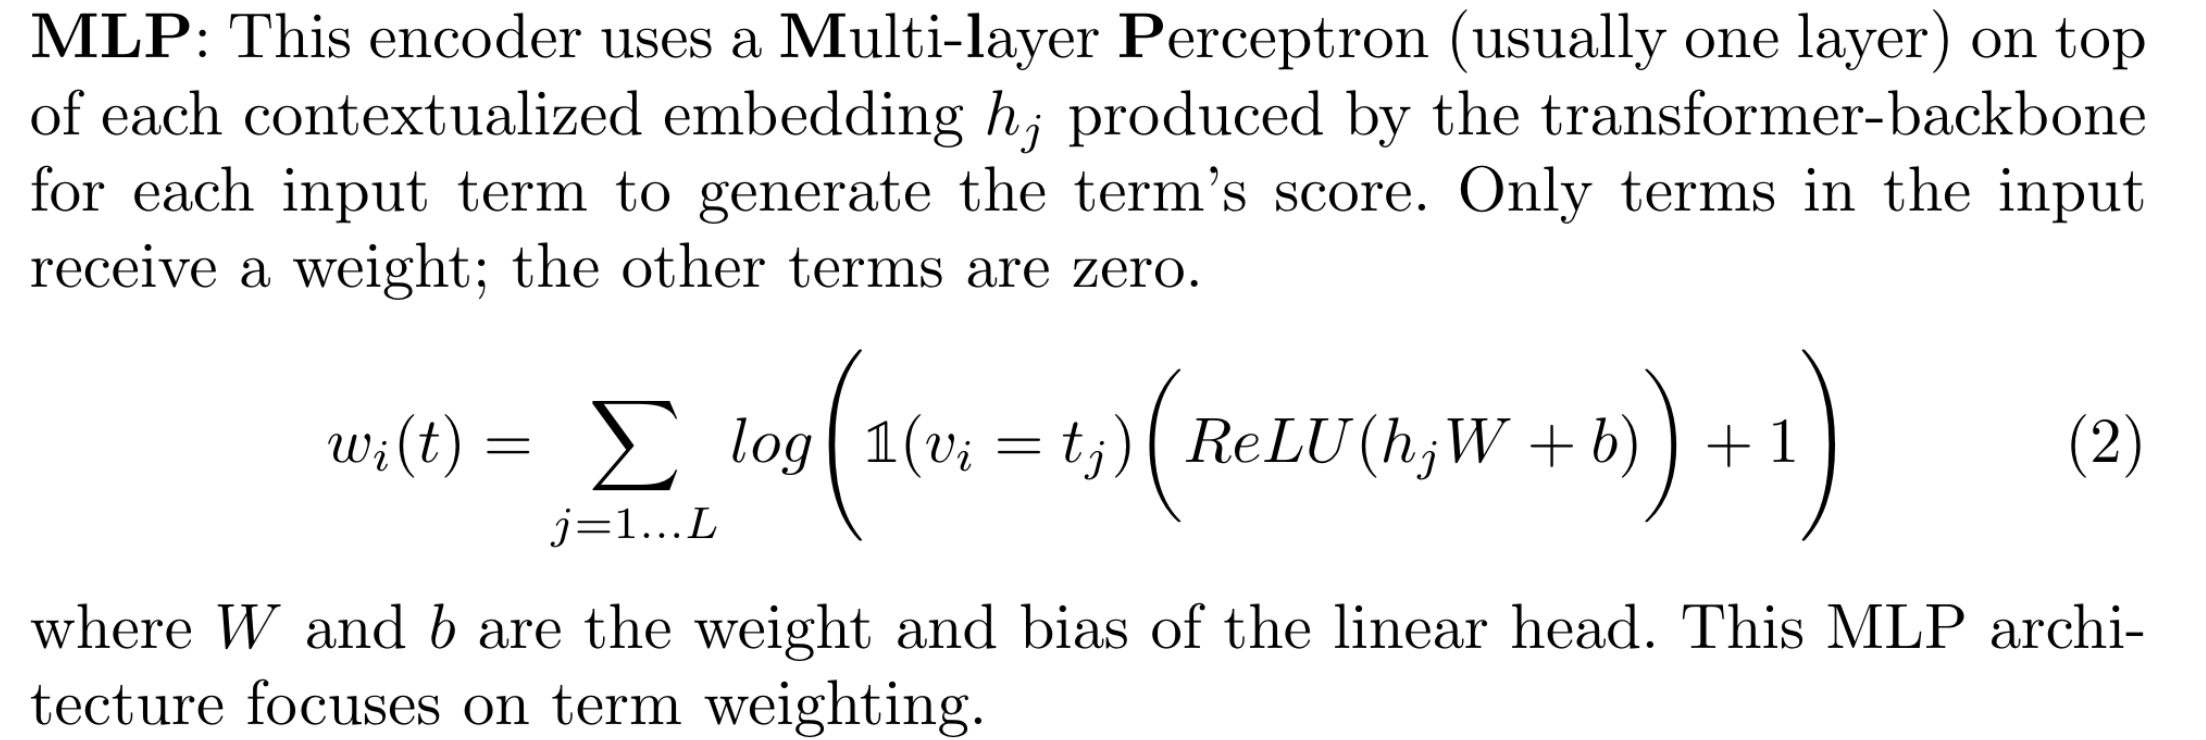 MLP: This encoder uses a Multi-layer Perceptron (usually one layer) on top
of each contextualized embedding h_j produced by the transformer-backbone
for each input term to generate the term's score. Only terms in the input
receive a weight; the other terms are zero.
w_i(t) = ∑_{j=1...L} log(𝟙(v_i = t_j)(ReLU(h_jW + b)) + 1) (2)
where W and b are the weight and bias of the linear head. This MLP archi-
tecture focuses on term weighting.